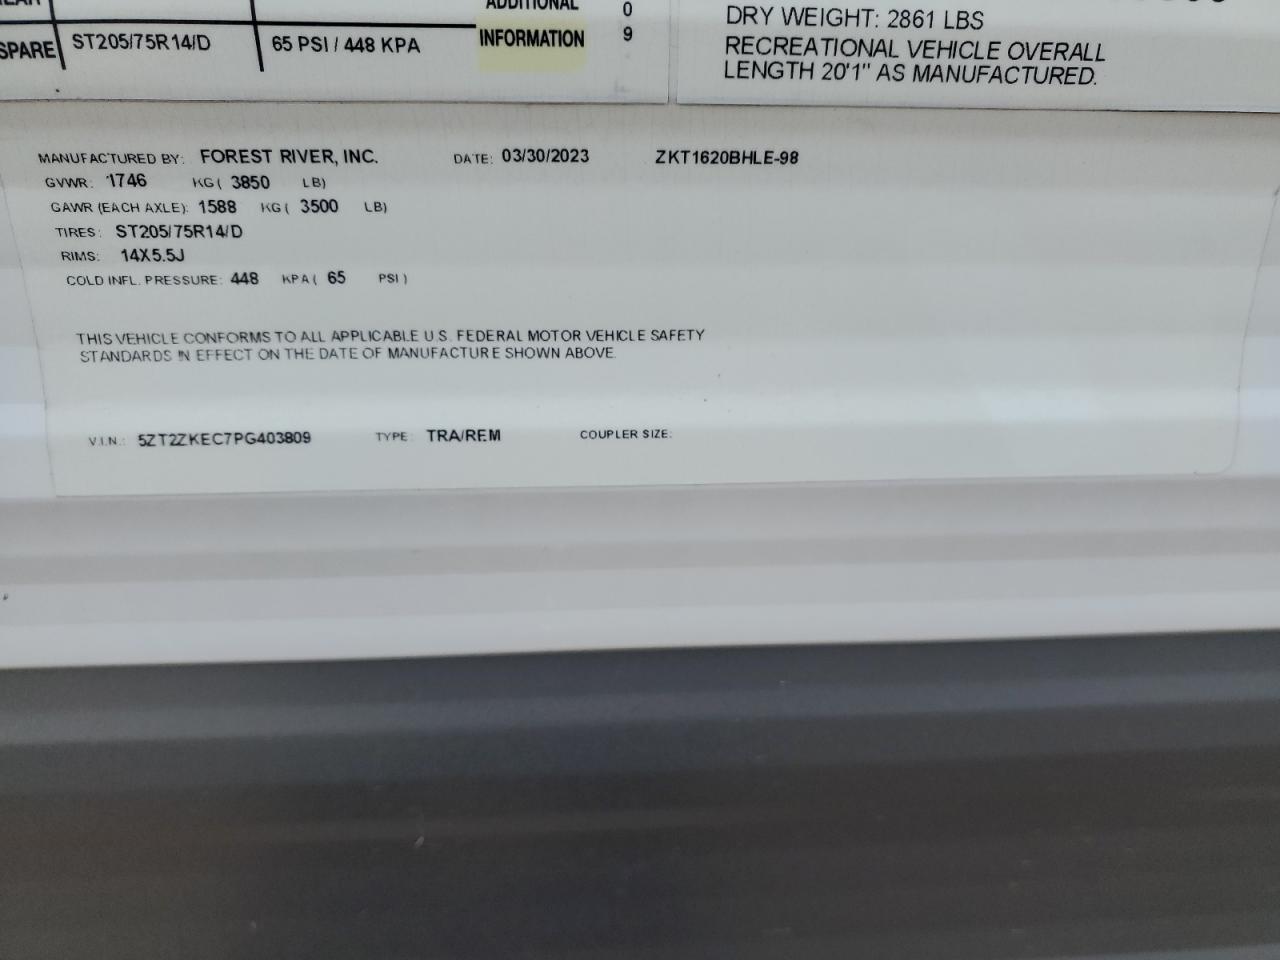 SPARE ST205/75R14/D 65 PSI / 448 KPA
ADDITIONAL
INFORMATION
0
9
DRY WEIGHT: 2861 LBS
RECREATIONAL VEHICLE OVERALL
LENGTH 20'1" AS MANUFACTURED.
MANUFACTURED BY: FOREST RIVER, INC. DATE: 03/30/2023 ZKT1620BHLE-98
GVWR: 1746 KG( 3850 LB)
GAWR (EACH AXLE): 1588 KG( 3500 LB)
TIRES: ST205/75R14/D
RIMS: 14X5.5J
COLD INFL. PRESSURE: 448 KPA( 65 PSI)
THIS VEHICLE CONFORMS TO ALL APPLICABLE U.S. FEDERAL MOTOR VEHICLE SAFETY
STANDARDS IN EFFECT ON THE DATE OF MANUFACTURE SHOWN ABOVE.
V.I.N.: 5ZT2ZKEC7PG403809 TYPE: TRA/REM COUPLER SIZE: